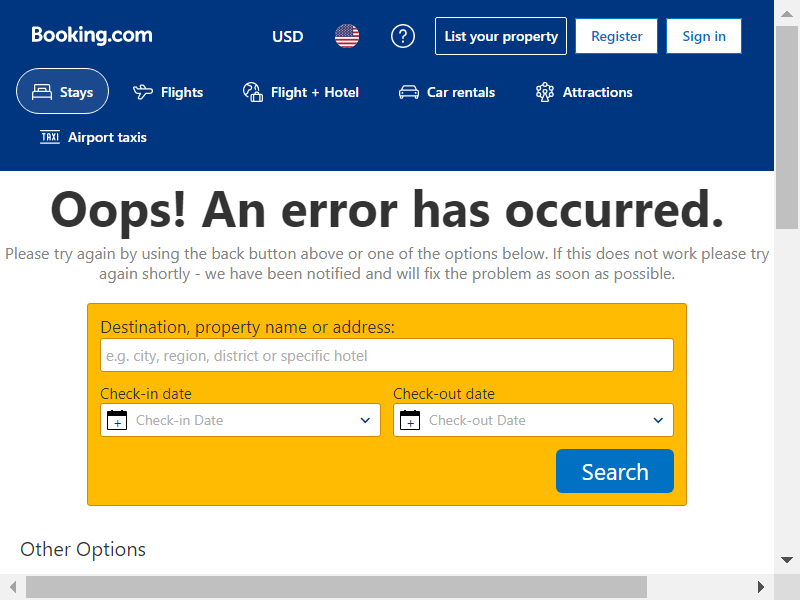 Booking.com
USD
?
List your property
Register
Sign in
Stays
Flights
Flight + Hotel
Car rentals
Attractions
TAXI Airport taxis
Oops! An error has occurred.
Please try again by using the back button above or one of the options below. If this does not work please try
again shortly - we have been notified and will fix the problem as soon as possible.
Destination, property name or address:
e.g. city, region, district or specific hotel
Check-in date
Check-out date
Check-in Date
Check-out Date
Search
Other Options